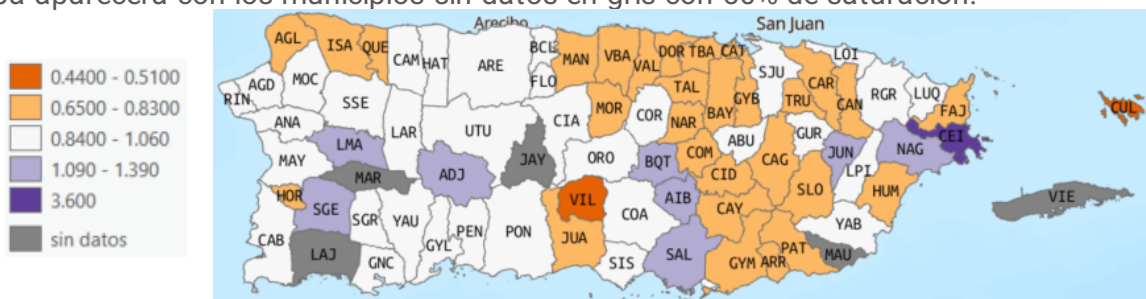 sa aparecerá con los municipios sin datos en gris con 50% de saturación.
0.4400 - 0.5100
0.6500 - 0.8300
0.8400 - 1.060
1.090 - 1.390
3.600
sin datos
Arecibo
San Juan
AGL
ISA
QUE
CAM
HAT
ARE
BCL
FLO
MAN
VBA
VAL
DOR
TBA
CAT
SJU
LOI
AGD
MOC
RIN
SSE
MOR
COR
TAL
NAR
BAY
GYB
TRU
CAR
CAN
RGR
LUQ
FAJ
CUL
ANA
LAR
UTU
CIA
ABU
GUR
CEI
LMA
MAY
MAR
ADJ
JAY
ORO
BQT
COM
CID
CAG
JUN
NAG
LPI
HOR
SGE
VIL
AIB
SLO
HUM
VIE
CAB
SGR
YAU
GYL
PEN
PON
JUA
COA
CAY
YAB
LAJ
GNC
SIS
SAL
GYM
ARR
PAT
MAU